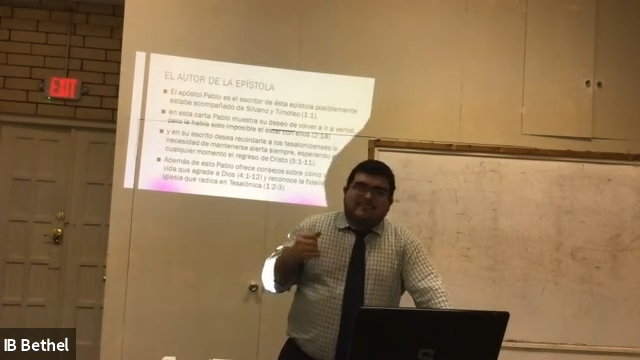 EXIT
EL AUTOR DE LA EPÍSTOLA
El apóstol Pablo es el escritor de ésta epístola posiblemente
estaba acompañado de Silvano y Timoteo (1:1).
en esta carta Pablo muestra su deseo de volver a ir a verlos,
pero le había sido imposible el estar con ellos (2:18)
y en su escrito desea recordarle a los tesalonicenses la
necesidad de mantenerse alerta siempre, esperando
cualquier momento el regreso de Cristo (5:1-11).
Además de esto Pablo ofrece consejos sobre cómo
vida que agrade a Dios (4:1-12) y reconoce la
iglesia que radica en Tesalónica (1:2-3).
IB Bethel